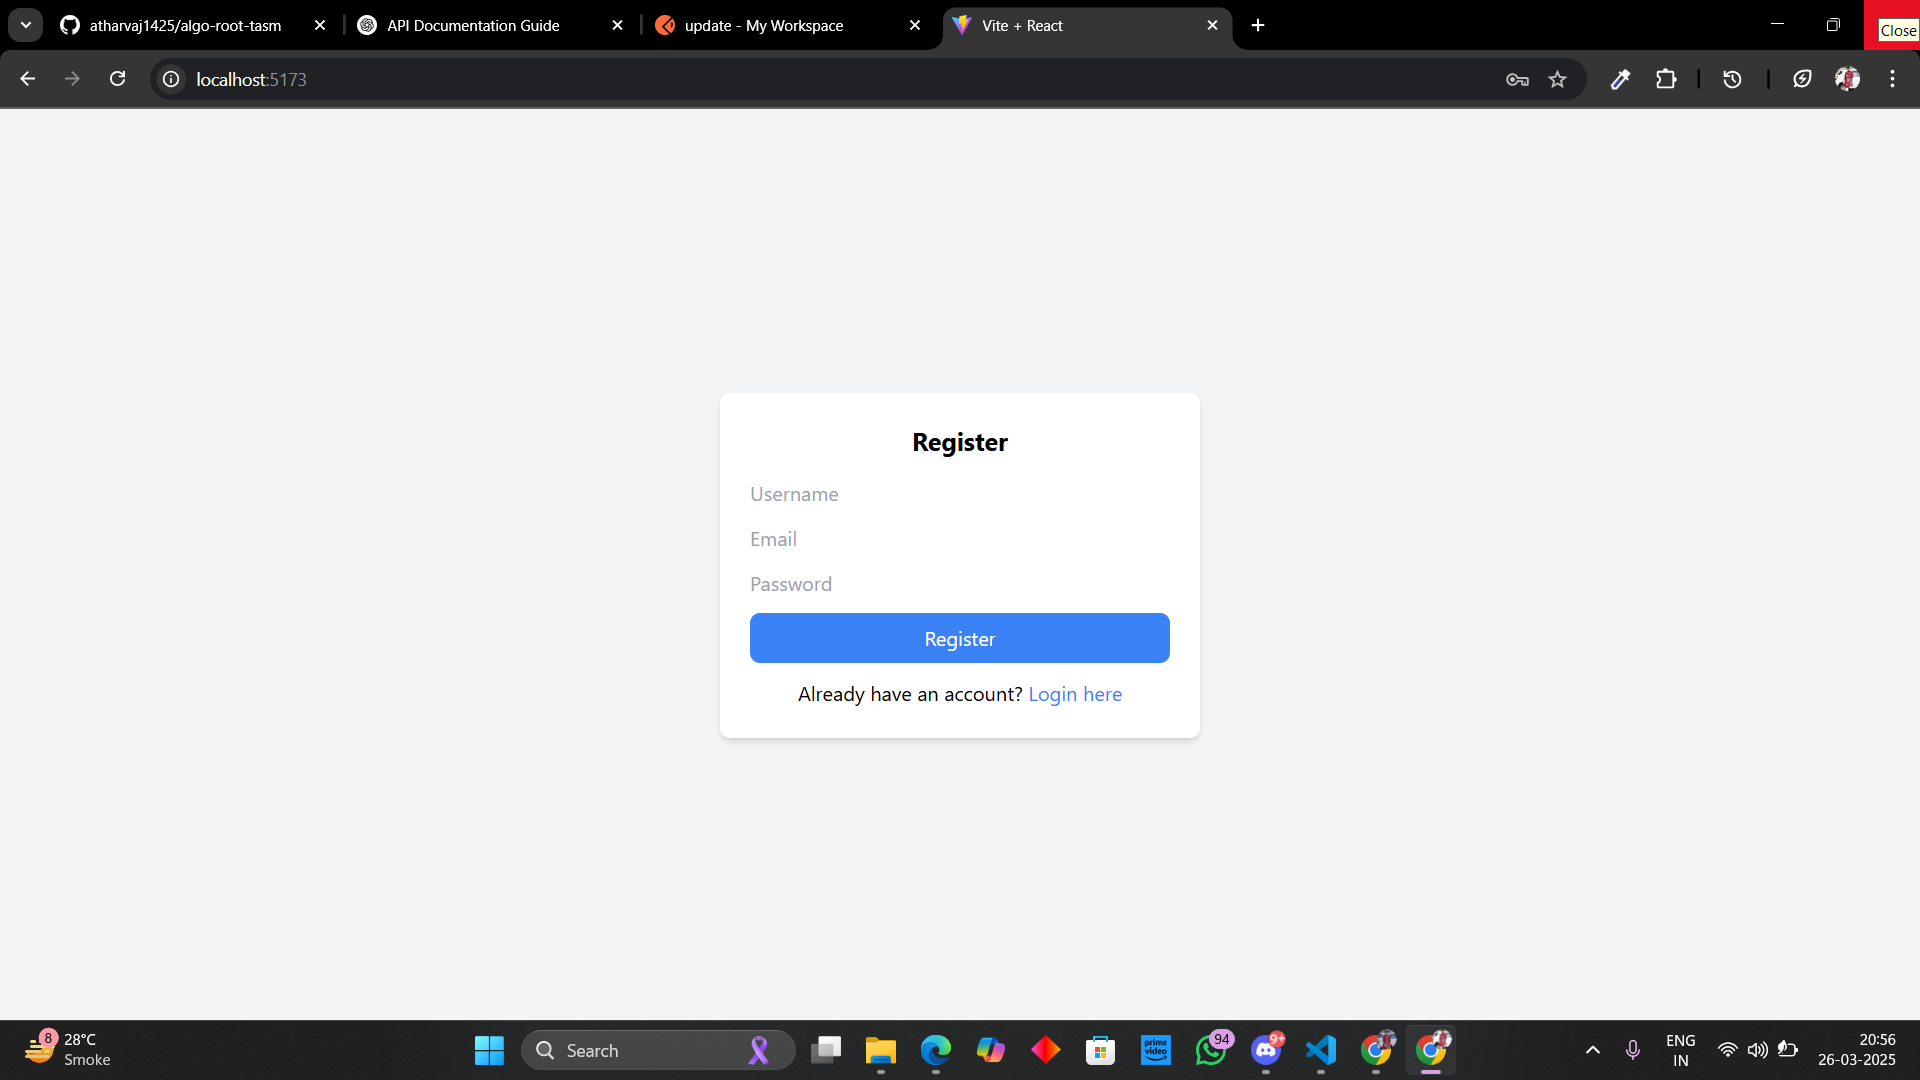 atharvaj1425/algo-root-tasm
API Documentation Guide
update - My Workspace
Vite + React
Close
localhost:5173
Register
Username
Email
Password
Register
Already have an account? Login here
8
28°C
Smoke
Search
prime video
94
9+
ENG
IN
20:56
26-03-2025